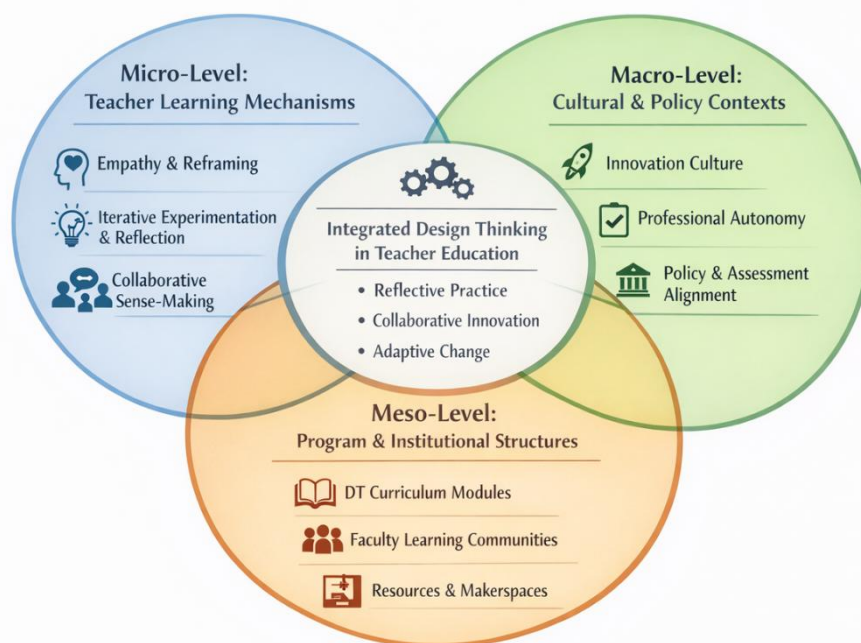 Micro-Level:
Teacher Learning Mechanisms
Empathy & Reframing
Iterative Experimentation
& Reflection
Collaborative
Sense-Making
Macro-Level:
Cultural & Policy Contexts
Innovation Culture
Professional Autonomy
Policy & Assessment
Alignment
Integrated Design Thinking
in Teacher Education
• Reflective Practice
• Collaborative Innovation
• Adaptive Change
Meso-Level:
Program & Institutional Structures
DT Curriculum Modules
Faculty Learning Communities
Resources & Makerspaces